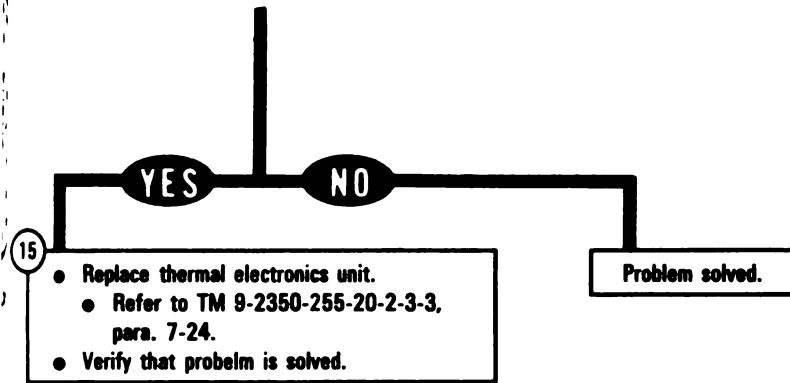 YES NO
15
● Replace thermal electronics unit.
● Refer to TM 9-2350-255-20-2-3-3,
para. 7-24.
● Verify that probelm is solved.
Problem solved.